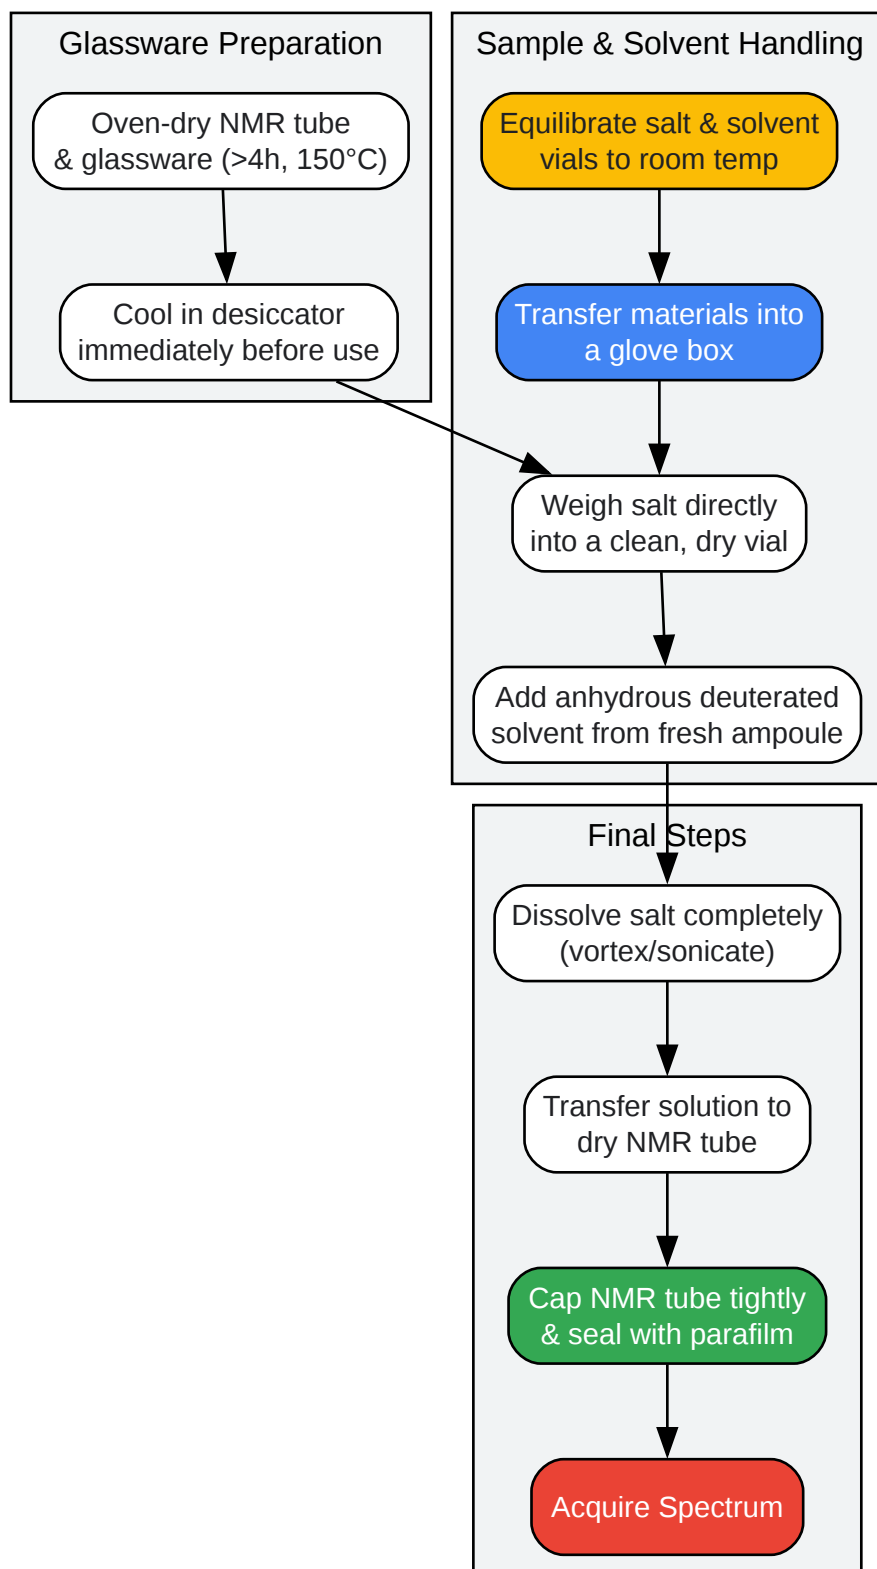 Glassware Preparation
Oven-dry NMR tube
& glassware (>4h, 150°C)
Cool in desiccator
immediately before use
Sample & Solvent Handling
Equilibrate salt & solvent
vials to room temp
Transfer materials into
a glove box
Weigh salt directly
into a clean, dry vial
Add anhydrous deuterated
solvent from fresh ampoule
Final Steps
Dissolve salt completely
(vortex/sonicate)
Transfer solution to
dry NMR tube
Cap NMR tube tightly
& seal with parafilm
Acquire Spectrum